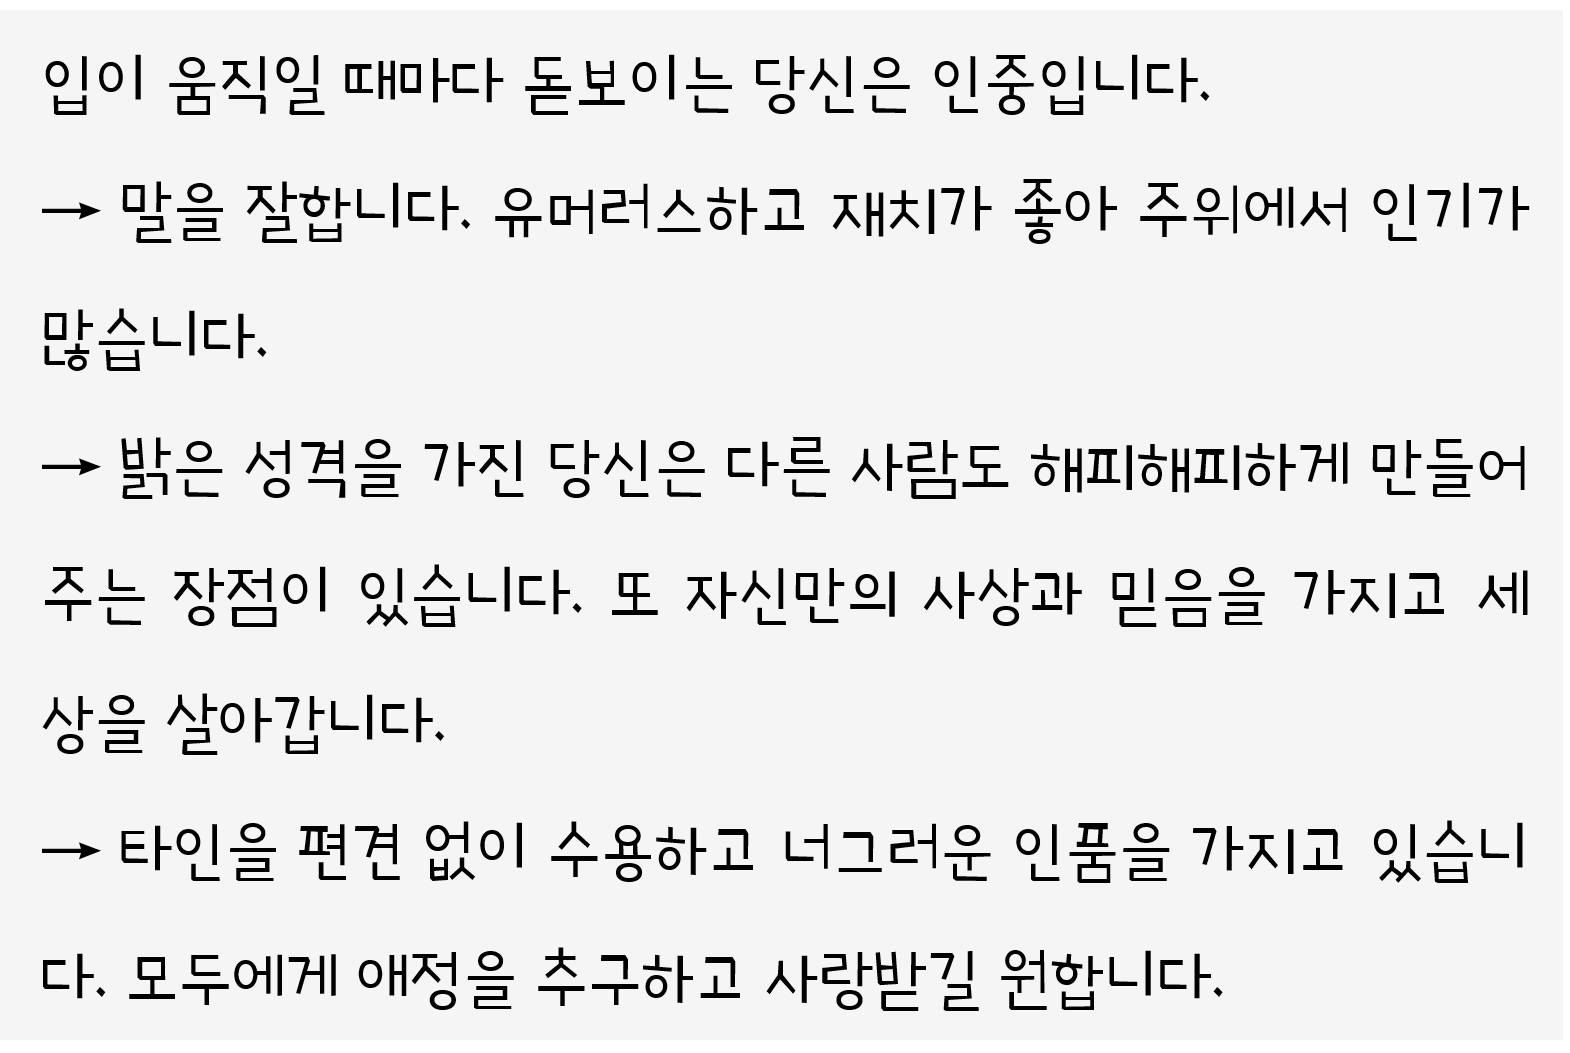 입이 움직일 때마다 돋보이는 당신은 인중입니다.
→ 말을 잘합니다. 유머러스하고 재치가 좋아 주위에서 인기가
많습니다.
→ 밝은 성격을 가진 당신은 다른 사람도 해피해피하게 만들어
주는 장점이 있습니다. 또 자신만의 사상과 믿음을 가지고 세
상을 살아갑니다.
→ 타인을 편견 없이 수용하고 너그러운 인품을 가지고 있습니
다. 모두에게 애정을 추구하고 사랑받길 원합니다.